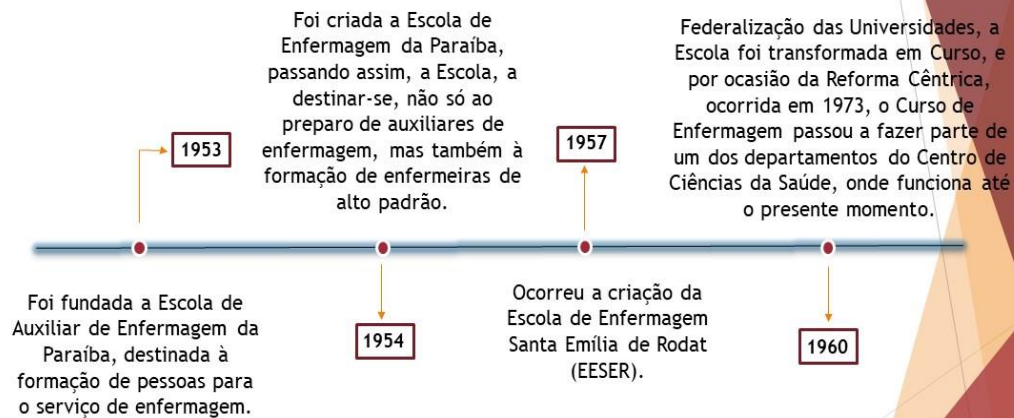 1953
Foi fundada a Escola de
Auxiliar de Enfermagem da
Paraíba, destinada à
formação de pessoas para
o serviço de enfermagem.
Foi criada a Escola de
Enfermagem da Paraíba,
passando assim, a Escola, a
destinar-se, não só ao
preparo de auxiliares de
enfermagem, mas também à
formação de enfermeiras de
alto padrão.
1954
1957
Ocorreu a criação da
Escola de Enfermagem
Santa Emília de Rodat
(EESER).
Federalização das Universidades, a
Escola foi transformada em Curso, e
por ocasião da Reforma Cêntrica,
ocorrida em 1973, o Curso de
Enfermagem passou a fazer parte de
um dos departamentos do Centro de
Ciências da Saúde, onde funciona até
o presente momento.
1960